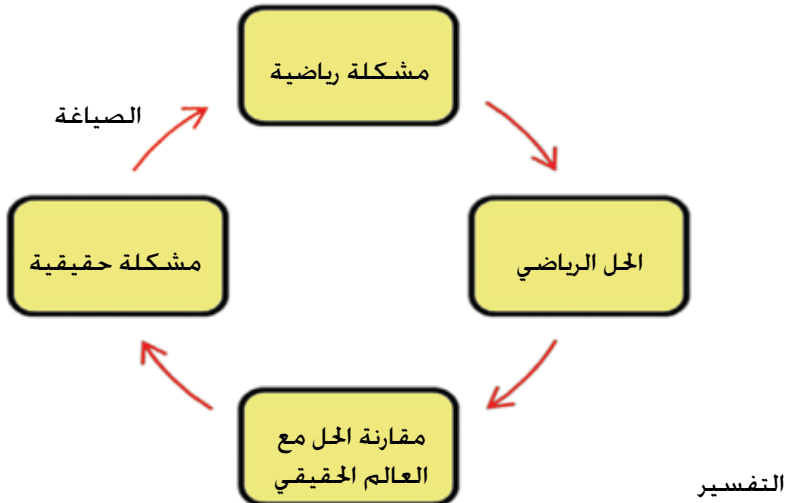 مشكلة رياضية
الصياغة
مشكلة حقيقية
الحل الرياضي
مقارنة الحل مع
العالم الحقيقي
التفسير